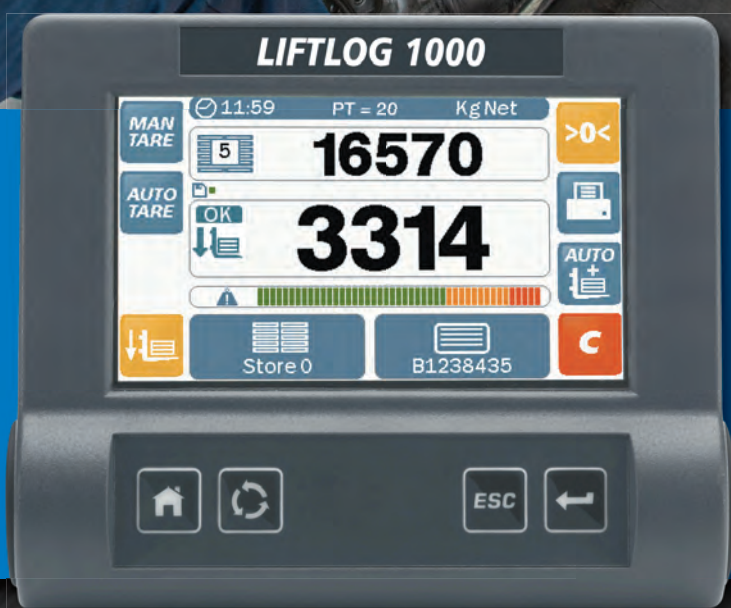 LIFTLOG 1000
MAN TARE
11:59 PT = 20 Kg Net
>0<
5 16570
AUTO TARE
OK
3314
AUTO
Store 0
B1238435
C
ESC